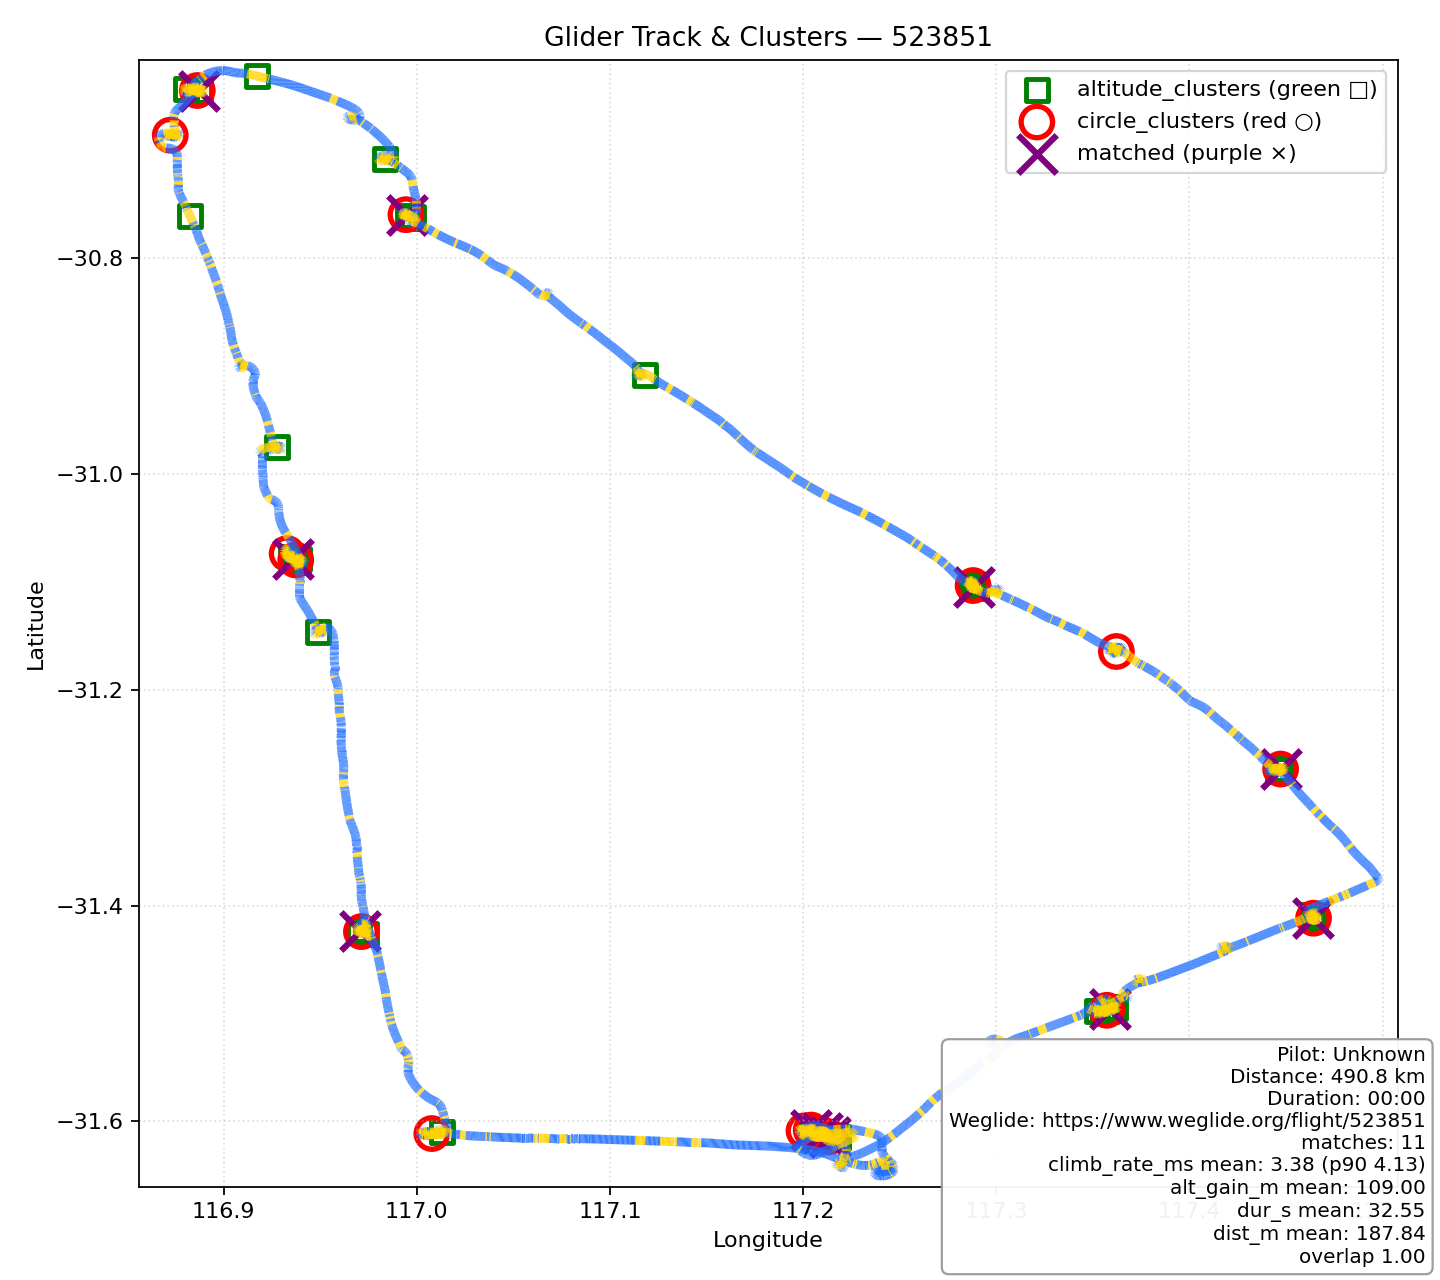 Glider Track & Clusters — 523851
altitude_clusters (green □)
circle_clusters (red ○)
matched (purple ×)
Latitude
−30.8
−31.0
−31.2
−31.4
−31.6
116.9
117.0
117.1
117.2
117.3
117.4
Longitude
Pilot: Unknown
Distance: 490.8 km
Duration: 00:00
Weglide: https://www.weglide.org/flight/523851
matches: 11
climb_rate_ms mean: 3.38 (p90 4.13)
alt_gain_m mean: 109.00
dur_s mean: 32.55
dist_m mean: 187.84
overlap 1.00